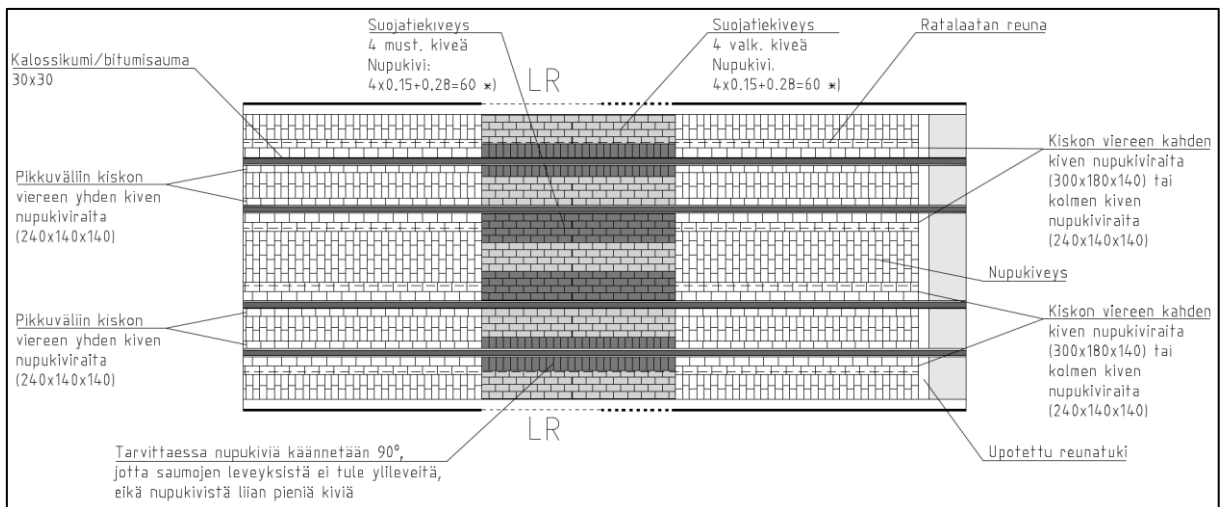 Suojatiekiveys
4 must. kiveä
Nupukivi:
4x0.15+0.28=60 *)
Suojatiekiveys
4 valk. kiveä
Nupukivi.
4x0.15+0.28=60 *)
Ratalaatan reuna
Kalossikumi/bitumisauma
30x30
LR
Kiskon viereen kahden
kiven nupukiviraita
(300x180x140) tai
kolmen kiven
nupukiviraita
(240x140x140)
Pikkuväliin kiskon
viereen yhden kiven
nupukiviraita
(240x140x140)
Nupukiveys
Pikkuväliin kiskon
viereen yhden kiven
nupukiviraita
(240x140x140)
Kiskon viereen kahden
kiven nupukiviraita
(300x180x140) tai
kolmen kiven
nupukiviraita
(240x140x140)
LR
Tarvittaessa nupukiviä käännetään 90°,
jotta saumojen leveyksistä ei tule ylileveitä,
eikä nupukivistä liian pieniä kiviä
Upotettu reunatuki